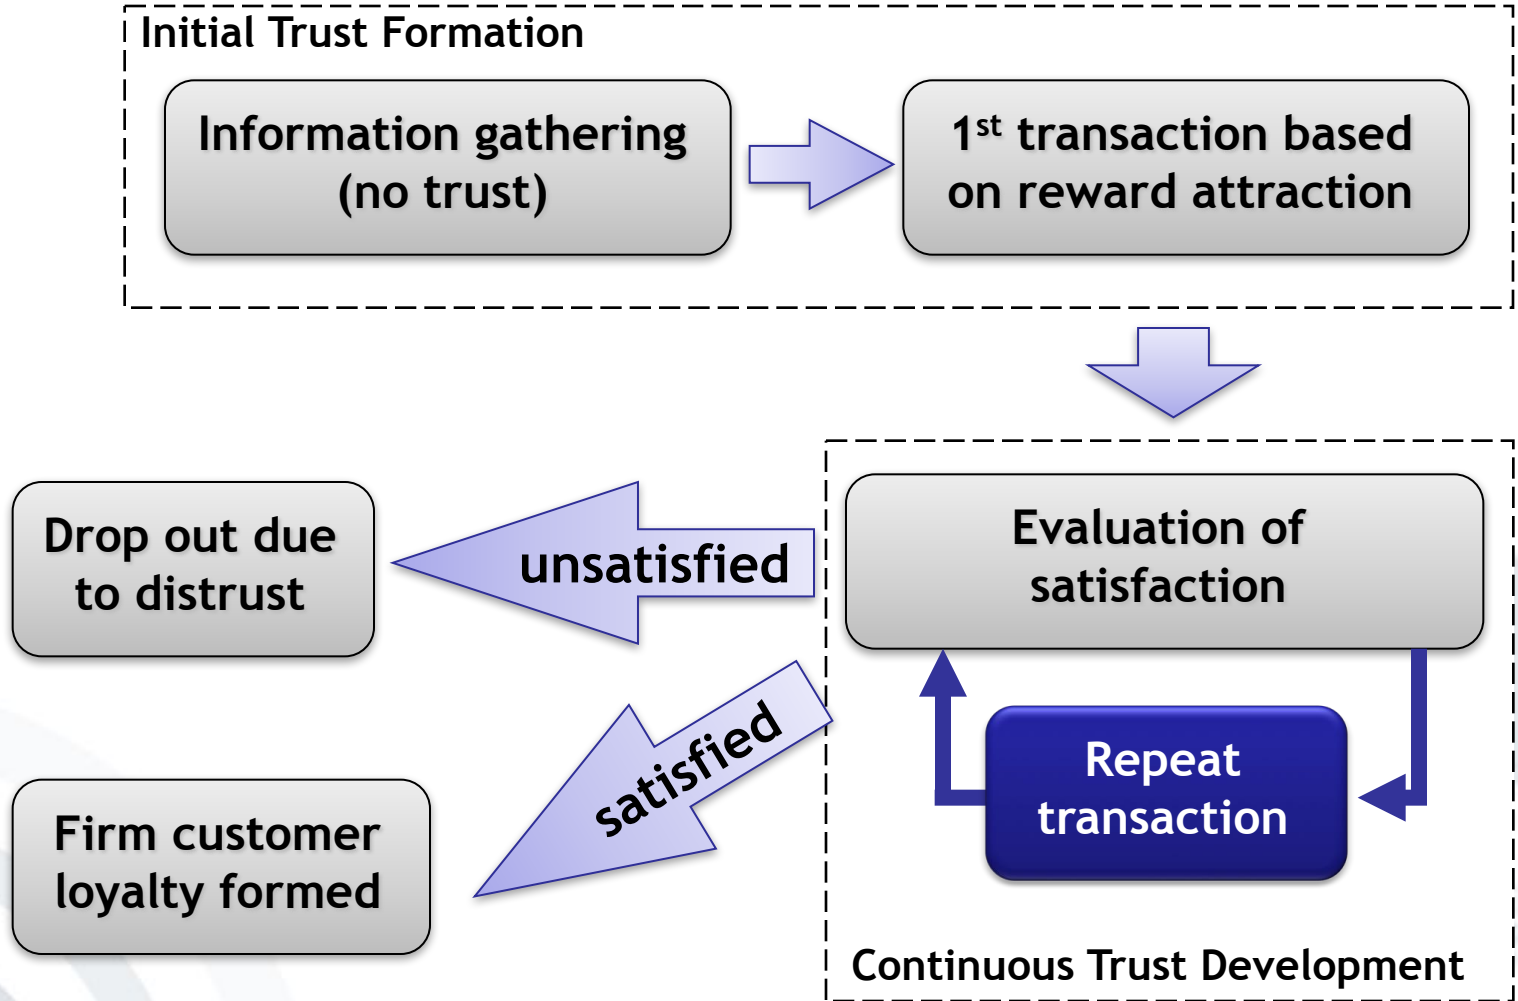 Initial Trust Formation
Information gathering
(no trust)
1st transaction based
on reward attraction
Evaluation of
satisfaction
unsatisfied
Drop out due
to distrust
satisfied
Repeat
transaction
Firm customer
loyalty formed
Continuous Trust Development